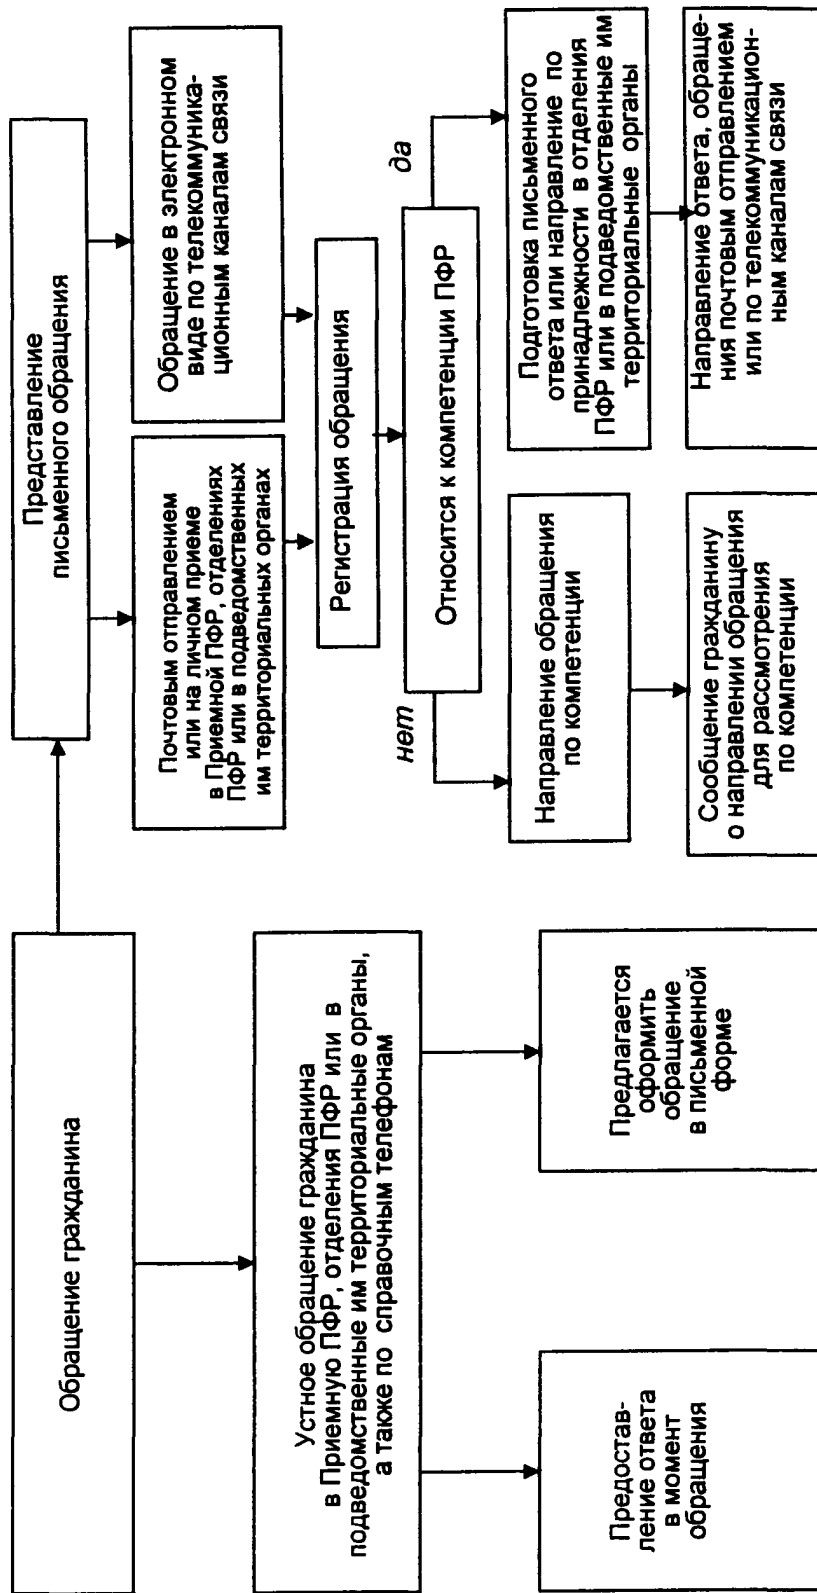 Обращение гражданина
Представление
письменного обращения
Устное обращение гражданина
в Приемную ПФР, отделения ПФР или в
подведомственные им территориальные органы,
а также по справочным телефонам
Почтовым отправлением
или на личном приеме
в Приемной ПФР, отделениях
ПФР или в подведомственных
им территориальных органах
Обращение в электронном
виде по телекоммуника-
ционным каналам связи
Регистрация обращения
Относится к компетенции ПФР
нет
да
Предостав-
ление ответа
в момент
обращения
Предлагается
оформить
обращение
в письменной
форме
Направление обращения
по компетенции
Подготовка письменного
ответа или направление по
принадлежности в отделения
ПФР или в подведомственные им
территориальные органы
Сообщение гражданину
о направлении обращения
для рассмотрения
по компетенции
Направление ответа, обраще-
ния почтовым отправлением
или по телекоммуникацион-
ным каналам связи